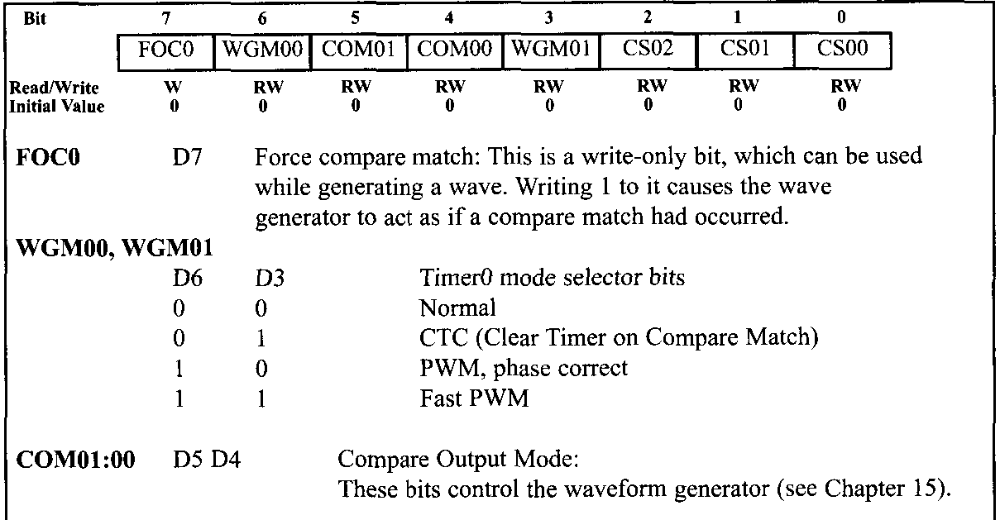 Bit 7 6 5 4 3 2 1 0
FOC0 WGM00 COM01 COM00 WGM01 CS02 CS01 CS00
Read/Write W RW RW RW RW RW RW RW
Initial Value 0 0 0 0 0 0 0 0
FOC0 D7 Force compare match: This is a write-only bit, which can be used
while generating a wave. Writing 1 to it causes the wave
generator to act as if a compare match had occurred.
WGM00, WGM01
D6 D3 Timer0 mode selector bits
0 0 Normal
0 1 CTC (Clear Timer on Compare Match)
1 0 PWM, phase correct
1 1 Fast PWM
COM01:00 D5 D4 Compare Output Mode:
These bits control the waveform generator (see Chapter 15).